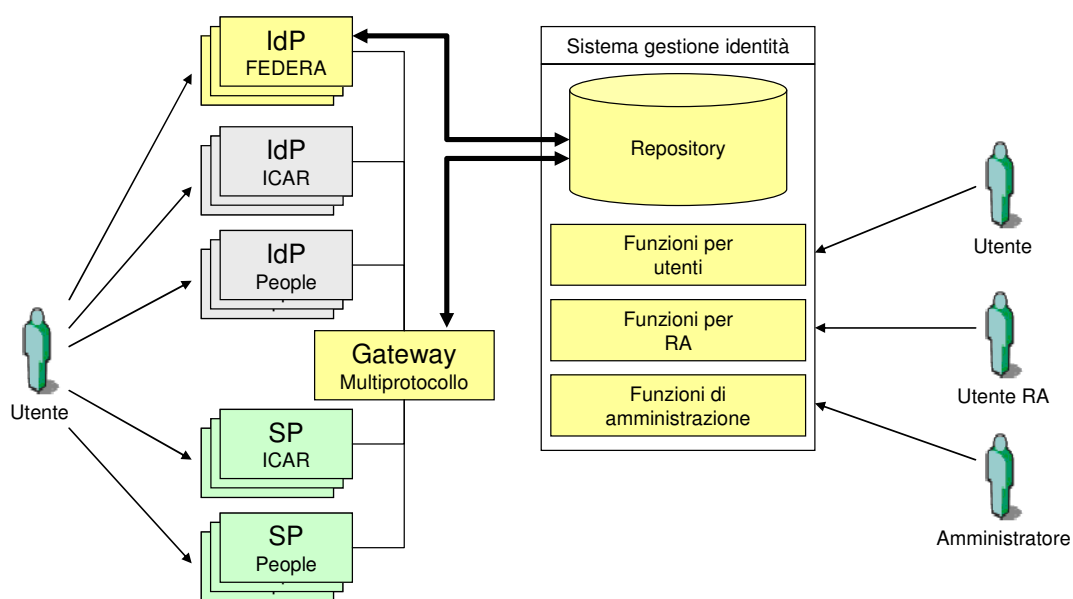 IdP
FEDERA
IdP
ICAR
IdP
People
Utente
Gateway
Multiprotocollo
SP
ICAR
SP
People
Sistema gestione identità
Repository
Funzioni per
utenti
Funzioni per
RA
Funzioni di
amministrazione
Utente
Utente RA
Amministratore